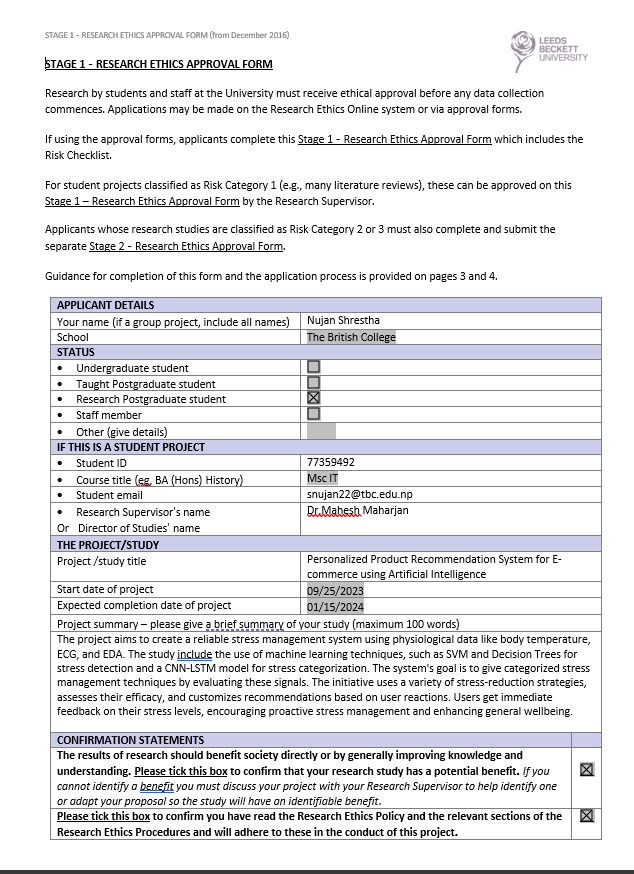 STAGE 1 - RESEARCH ETHICS APPROVAL FORM (from December 2016)
LEEDS
BECKETT
UNIVERSITY
STAGE 1 - RESEARCH ETHICS APPROVAL FORM
Research by students and staff at the University must receive ethical approval before any data collection
commences. Applications may be made on the Research Ethics Online system or via approval forms.
If using the approval forms, applicants complete this Stage 1 - Research Ethics Approval Form which includes the
Risk Checklist.
For student projects classified as Risk Category 1 (e.g., many literature reviews), these can be approved on this
Stage 1 – Research Ethics Approval Form by the Research Supervisor.
Applicants whose research studies are classified as Risk Category 2 or 3 must also complete and submit the
separate Stage 2 - Research Ethics Approval Form.
Guidance for completion of this form and the application process is provided on pages 3 and 4.
APPLICANT DETAILS
Your name (if a group project, include all names) Nujan Shrestha
School The British College
STATUS
• Undergraduate student
• Taught Postgraduate student
• Research Postgraduate student
• Staff member
• Other (give details)
IF THIS IS A STUDENT PROJECT
• Student ID 77359492
• Course title (eg, BA (Hons) History) Msc IT
• Student email snujan22@tbc.edu.np
• Research Supervisor's name Dr.Mahesh Maharjan
Or Director of Studies' name
THE PROJECT/STUDY
Project /study title Personalized Product Recommendation System for E-
commerce using Artificial Intelligence
Start date of project 09/25/2023
Expected completion date of project 01/15/2024
Project summary – please give a brief summary of your study (maximum 100 words)
The project aims to create a reliable stress management system using physiological data like body temperature,
ECG, and EDA. The study include the use of machine learning techniques, such as SVM and Decision Trees for
stress detection and a CNN-LSTM model for stress categorization. The system's goal is to give categorized stress
management techniques by evaluating these signals. The initiative uses a variety of stress-reduction strategies,
assesses their efficacy, and customizes recommendations based on user reactions. Users get immediate
feedback on their stress levels, encouraging proactive stress management and enhancing general wellbeing.
CONFIRMATION STATEMENTS
The results of research should benefit society directly or by generally improving knowledge and
understanding. Please tick this box to confirm that your research study has a potential benefit. If you
cannot identify a benefit you must discuss your project with your Research Supervisor to help identify one
or adapt your proposal so the study will have an identifiable benefit.
Please tick this box to confirm you have read the Research Ethics Policy and the relevant sections of the
Research Ethics Procedures and will adhere to these in the conduct of this project.